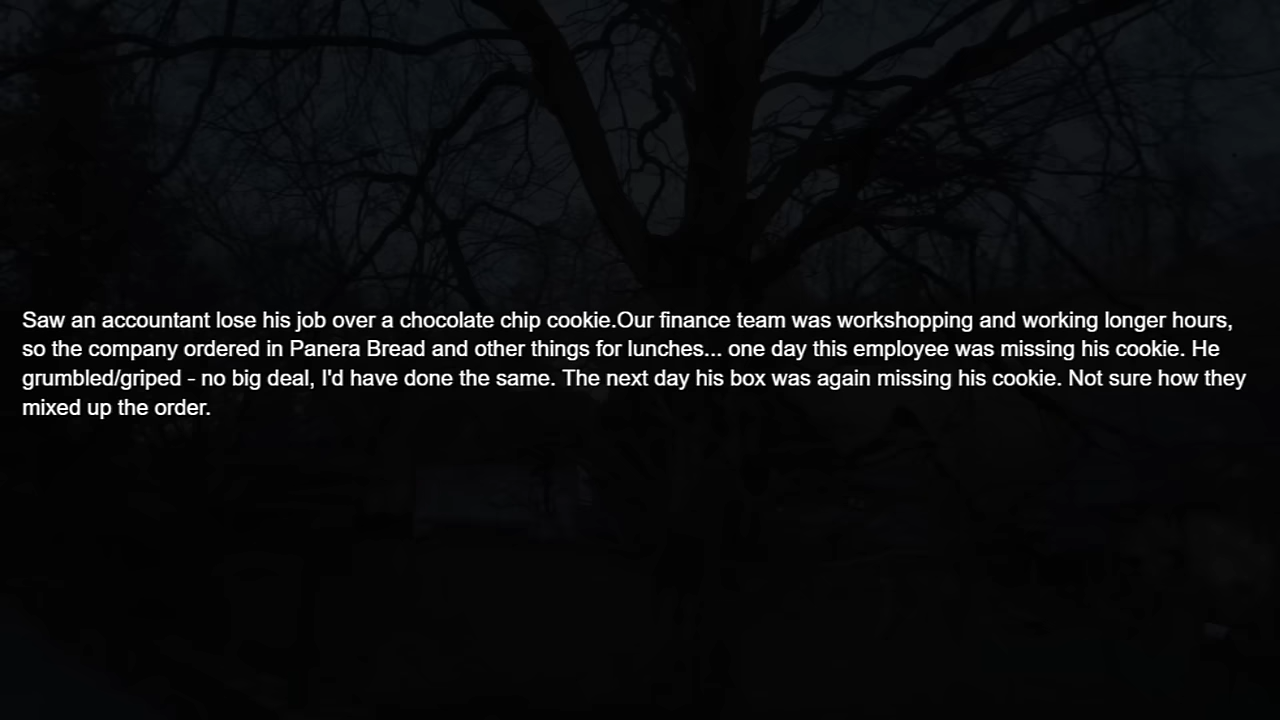 Saw an accountant lose his job over a chocolate chip cookie.Our finance team was workshopping and working longer hours,
so the company ordered in Panera Bread and other things for lunches... one day this employee was missing his cookie. He
grumbled/griped - no big deal, I'd have done the same. The next day his box was again missing his cookie. Not sure how they
mixed up the order.